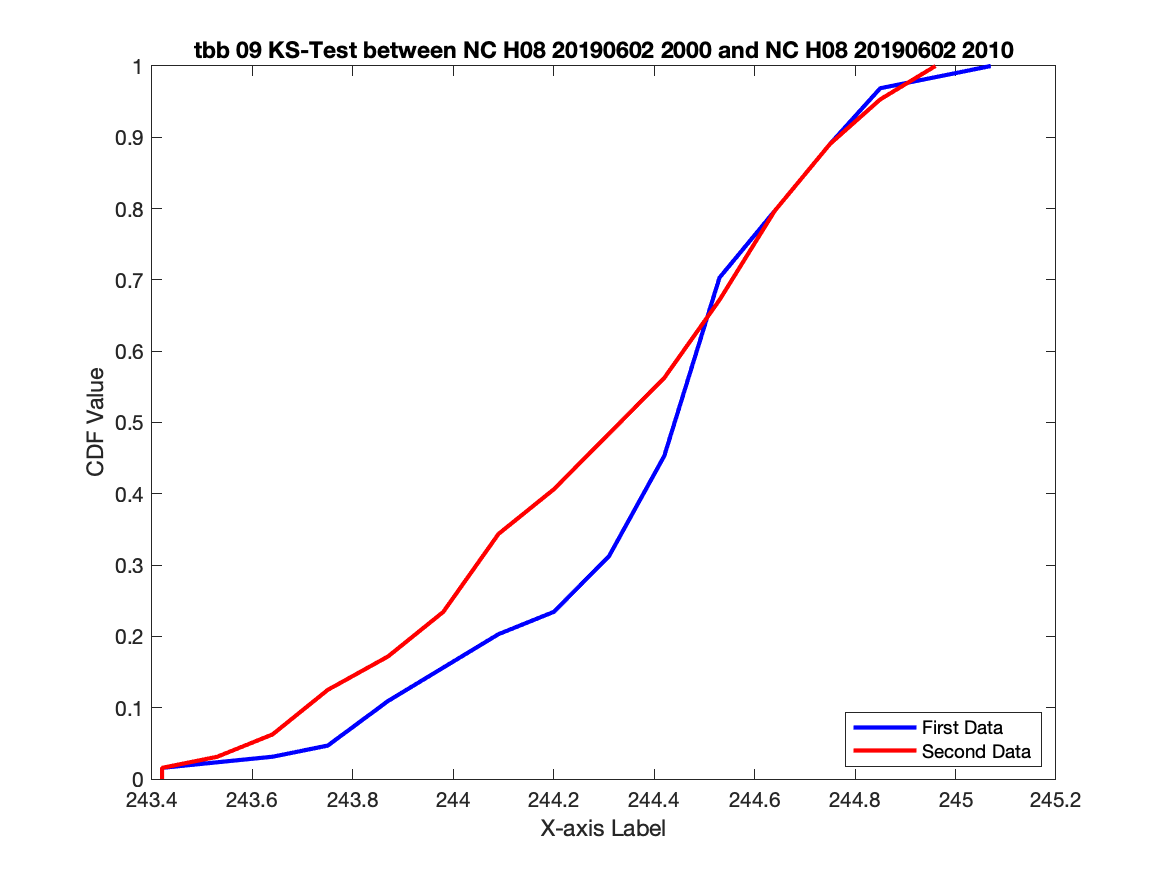 tbb 09 KS-Test between NC H08 20190602 2000 and NC H08 20190602 2010
1
0.9
0.8
0.7
0.6
0.5
0.4
0.3
0.2
0.1
0
CDF Value
First Data
Second Data
243.4 243.6 243.8 244 244.2 244.4 244.6 244.8 245 245.2
X-axis Label